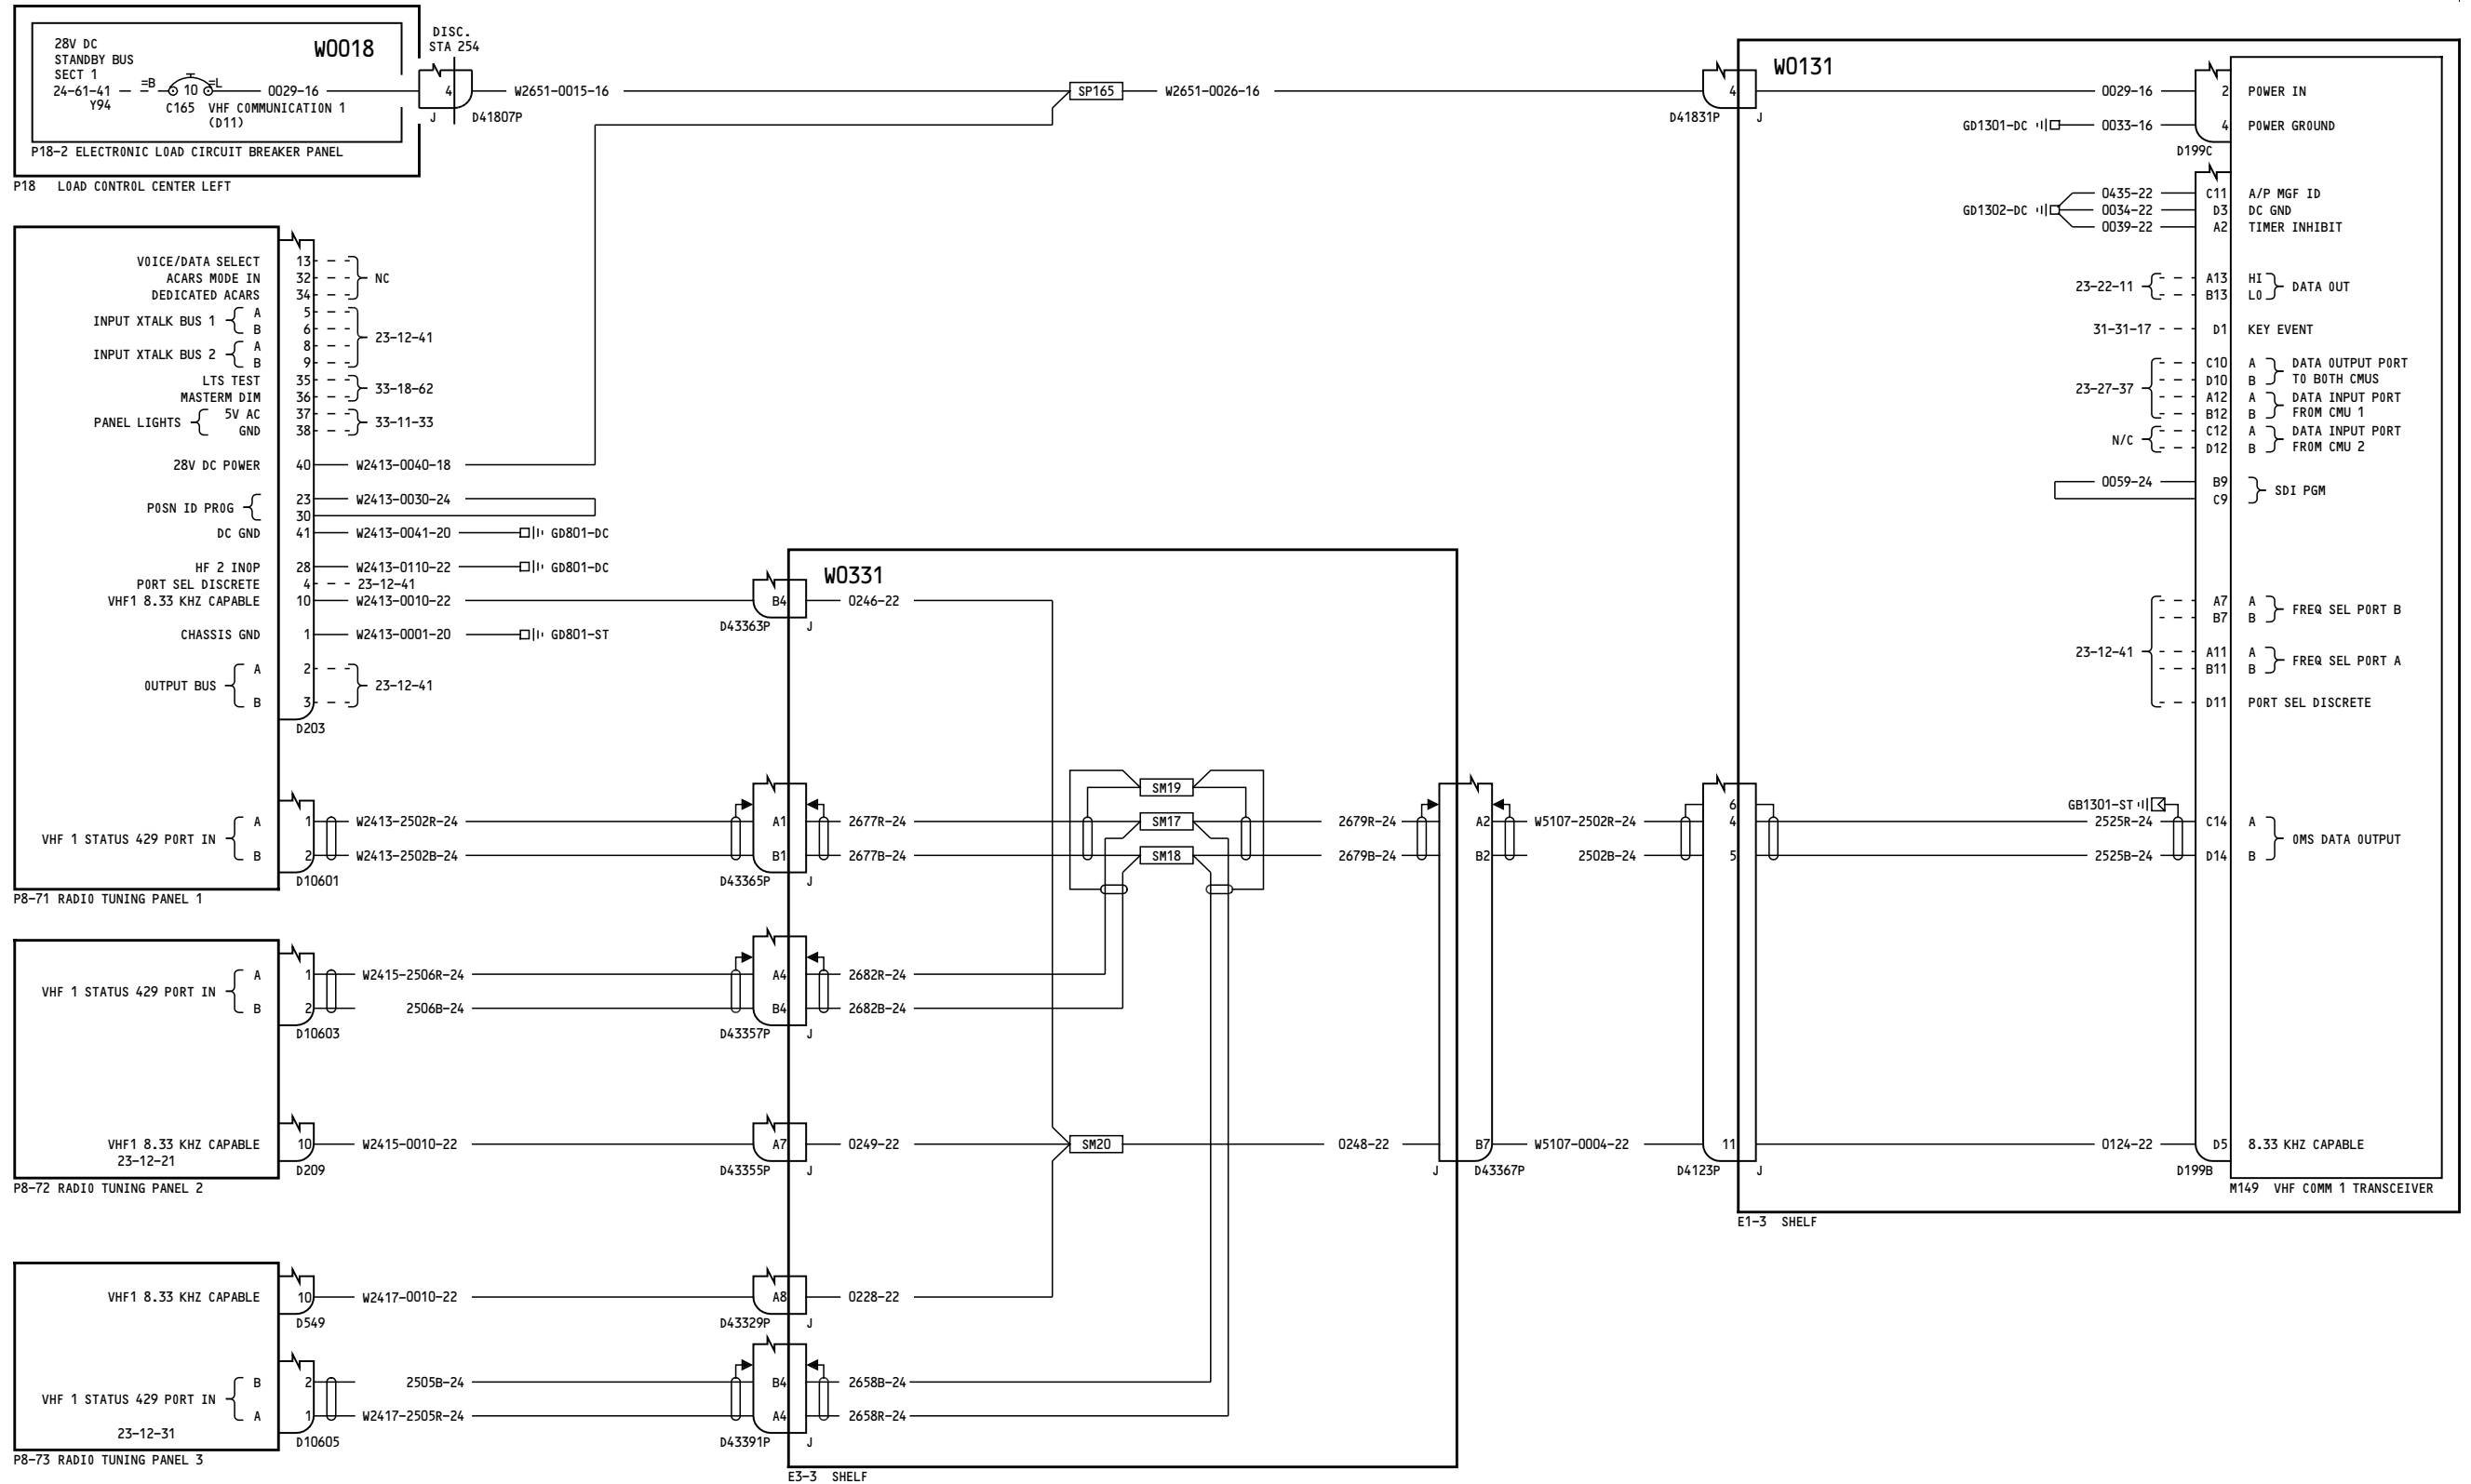 28V DC
STANDBY BUS
SECT 1
24-61-41
Y94
=B
10
=L
C165 VHF COMMUNICATION 1
(D11)
W0018
0029-16
P18-2 ELECTRONIC LOAD CIRCUIT BREAKER PANEL
P18 LOAD CONTROL CENTER LEFT
DISC.
STA 254
4
J D41807P
W2651-0015-16
SP165
W2651-0026-16
4
D41831P J
W0131
0029-16 2 POWER IN
GD1301-DC 0033-16 4 POWER GROUND
D199C
0435-22 C11 A/P MGF ID
GD1302-DC 0034-22 D3 DC GND
0039-22 A2 TIMER INHIBIT
23-22-11
A13 HI
B13 LO
DATA OUT
31-31-17 D1 KEY EVENT
23-27-37
C10 A DATA OUTPUT PORT
D10 B TO BOTH CMUS
A12 A DATA INPUT PORT
B12 B FROM CMU 1
N/C
C12 A DATA INPUT PORT
D12 B FROM CMU 2
0059-24 B9
C9
SDI PGM
A7 A
B7 B
FREQ SEL PORT B
23-12-41
A11 A
B11 B
FREQ SEL PORT A
D11 PORT SEL DISCRETE
GB1301-ST
2525R-24 C14 A
2525B-24 D14 B
OMS DATA OUTPUT
0124-22 D5 8.33 KHZ CAPABLE
D199B
M149 VHF COMM 1 TRANSCEIVER
E1-3 SHELF
VOICE/DATA SELECT 13
ACARS MODE IN 32 NC
DEDICATED ACARS 34
INPUT XTALK BUS 1
A 5
B 6
INPUT XTALK BUS 2
A 8
B 9
23-12-41
LTS TEST 35
MASTERM DIM 36
33-18-62
PANEL LIGHTS
5V AC 37
GND 38
33-11-33
28V DC POWER 40 W2413-0040-18
POSN ID PROG
23 W2413-0030-24
30
DC GND 41 W2413-0041-20 GD801-DC
HF 2 INOP 28 W2413-0110-22 GD801-DC
PORT SEL DISCRETE 4 23-12-41
VHF1 8.33 KHZ CAPABLE 10 W2413-0010-22
CHASSIS GND 1 W2413-0001-20 GD801-ST
OUTPUT BUS
A 2
B 3
23-12-41
D203
VHF 1 STATUS 429 PORT IN
A 1 W2413-2502R-24
B 2 W2413-2502B-24
D10601
P8-71 RADIO TUNING PANEL 1
VHF 1 STATUS 429 PORT IN
A 1 W2415-2506R-24
B 2 2506B-24
D10603
VHF1 8.33 KHZ CAPABLE 10 W2415-0010-22
23-12-21
D209
P8-72 RADIO TUNING PANEL 2
VHF1 8.33 KHZ CAPABLE 10 W2417-0010-22
D549
VHF 1 STATUS 429 PORT IN
B 2 2505B-24
A 1 W2417-2505R-24
23-12-31
D10605
P8-73 RADIO TUNING PANEL 3
W0331
B4 0246-22
D43363P J
A1 2677R-24
B1 2677B-24
D43365P J
A4 2682R-24
B4 2682B-24
D43357P J
A7 0249-22
D43355P J
A8 0228-22
D43329P J
B4 2658B-24
A4 2658R-24
D43391P J
SM19
SM17
SM18
SM20
2679R-24 A2 W5107-2502R-24
2679B-24 B2 2502B-24
0248-22 B7 W5107-0004-22
J D43367P
E3-3 SHELF
6
4
5
11
D4123P J